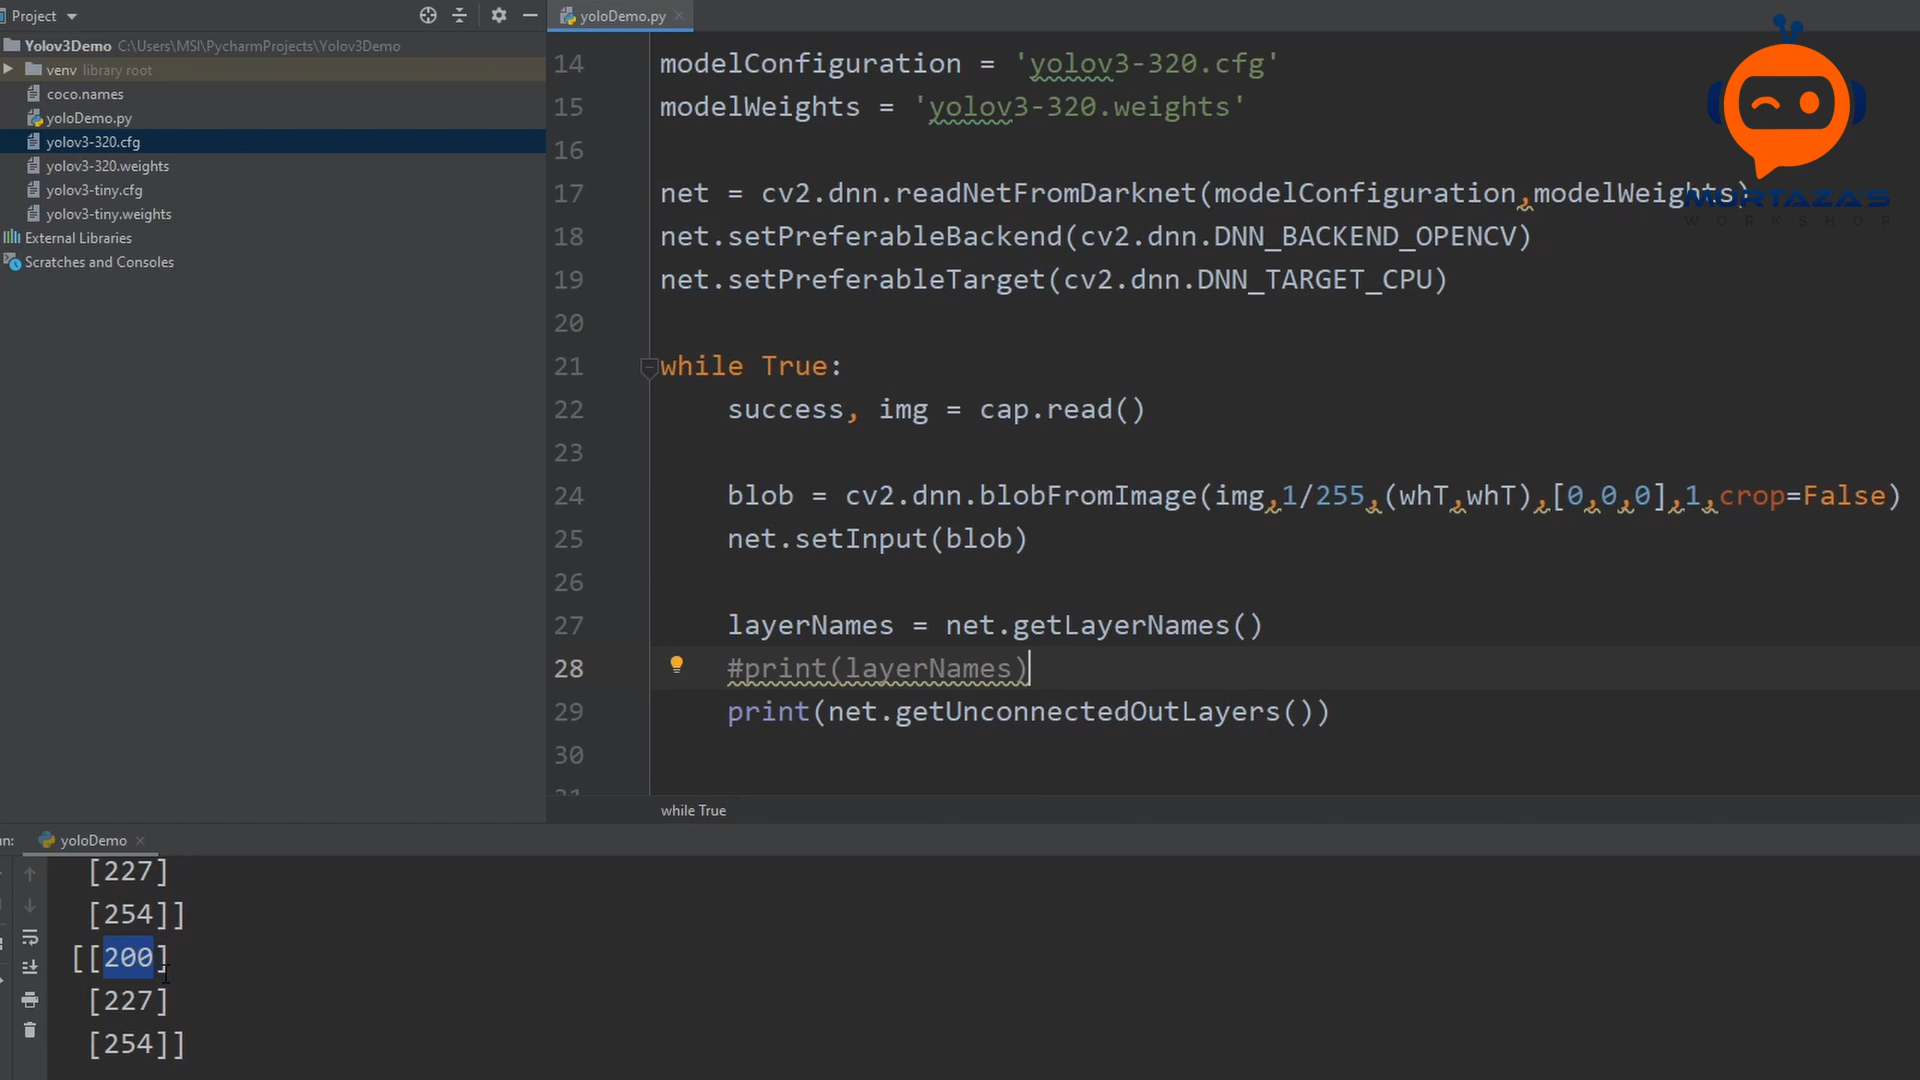 Project
Yolov3Demo C:\Users\MSI\PycharmProjects\Yolov3Demo
venv library root
coco.names
yoloDemo.py
yolov3-320.cfg
yolov3-320.weights
yolov3-tiny.cfg
yolov3-tiny.weights
External Libraries
Scratches and Consoles
yoloDemo.py
14 modelConfiguration = 'yolov3-320.cfg'
15 modelWeights = 'yolov3-320.weights'
16
17 net = cv2.dnn.readNetFromDarknet(modelConfiguration,modelWeights)
18 net.setPreferableBackend(cv2.dnn.DNN_BACKEND_OPENCV)
19 net.setPreferableTarget(cv2.dnn.DNN_TARGET_CPU)
20
21 while True:
22 success, img = cap.read()
23
24 blob = cv2.dnn.blobFromImage(img,1/255,(whT,whT),[0,0,0],1,crop=False)
25 net.setInput(blob)
26
27 layerNames = net.getLayerNames()
28 #print(layerNames)
29 print(net.getUnconnectedOutLayers())
30
31
while True
MURTAZA'S
WORKSHOP
yoloDemo
[227]
[254]]
[[200]
[227]
[254]]